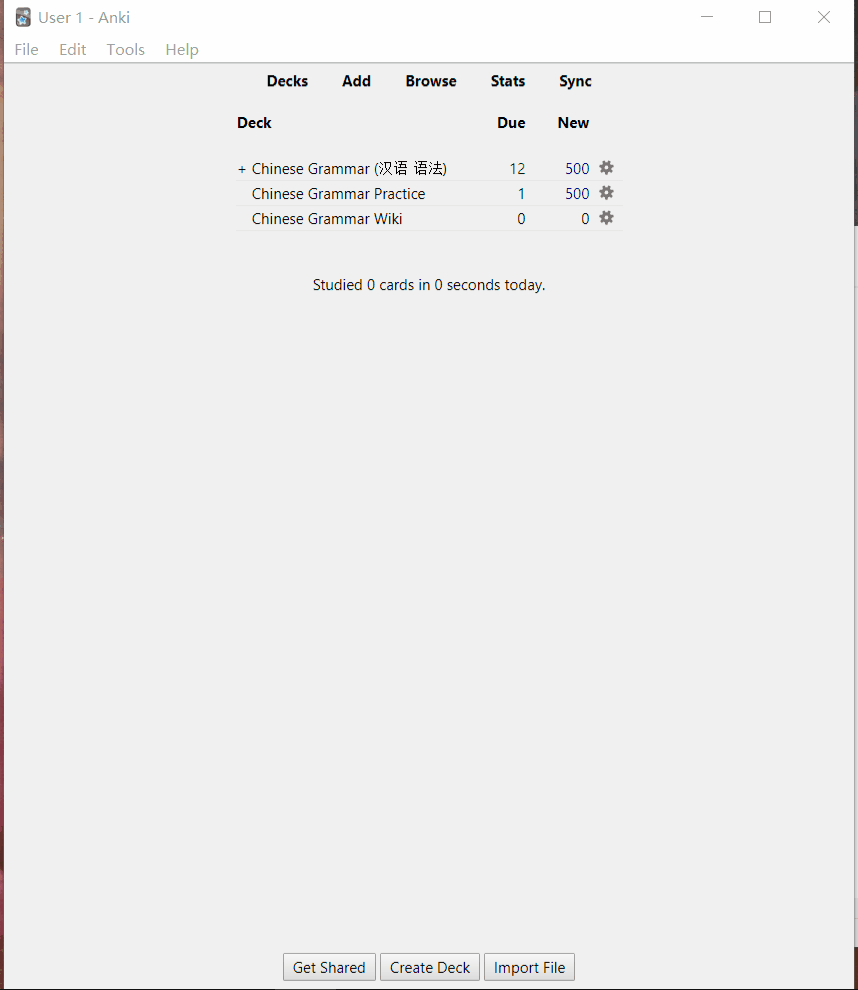 User 1 - Anki
File Edit Tools Help
Decks Add Browse Stats Sync
Deck Due New
+ Chinese Grammar (汉语 语法) 12 500
Chinese Grammar Practice 1 500
Chinese Grammar Wiki 0 0
Studied 0 cards in 0 seconds today.
Get Shared Create Deck Import File